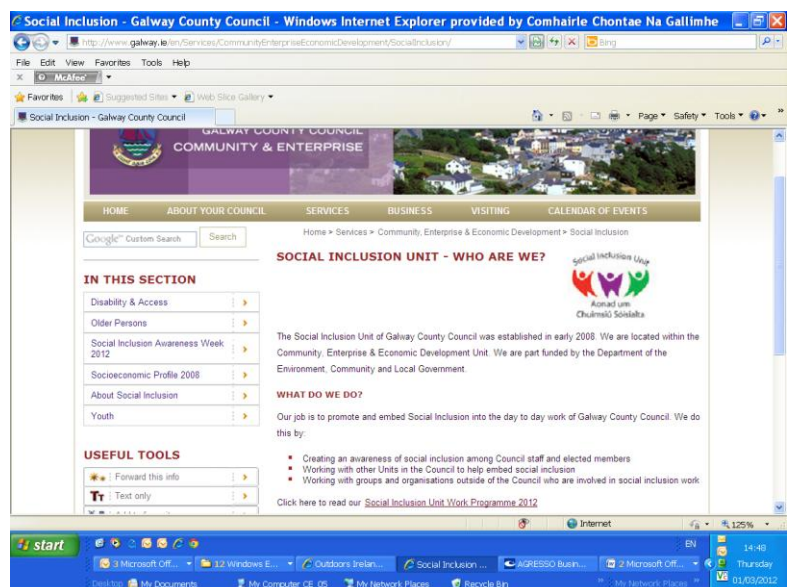 Social Inclusion - Galway County Council - Windows Internet Explorer provided by Comhairle Chontae Na Gallimhe
http://www.galway.ie/en/Services/CommunityEnterpriseEconomicDevelopment/SocialInclusion/
Bing
File Edit View Favorites Tools Help
X McAfee
Favorites Suggested Sites Web Slice Gallery
Social Inclusion - Galway County Council
Page Safety Tools
GALWAY COUNTY COUNCIL
COMMUNITY & ENTERPRISE
HOME ABOUT YOUR COUNCIL SERVICES BUSINESS VISITING CALENDAR OF EVENTS
Google™ Custom Search Search
Home > Services > Community, Enterprise & Economic Development > Social Inclusion
SOCIAL INCLUSION UNIT - WHO ARE WE?
Social Inclusion Unit
Aonad um
Chuimsiú Sóisialta
IN THIS SECTION
Disability & Access
Older Persons
Social Inclusion Awareness Week
2012
Socioeconomic Profile 2008
About Social Inclusion
Youth
The Social Inclusion Unit of Galway County Council was established in early 2008. We are located within the
Community, Enterprise & Economic Development Unit. We are part funded by the Department of the
Environment, Community and Local Government.
WHAT DO WE DO?
Our job is to promote and embed Social Inclusion into the day to day work of Galway County Council. We do
this by:
Creating an awareness of social inclusion among Council staff and elected members
Working with other Units in the Council to help embed social inclusion
Working with groups and organisations outside of the Council who are involved in social inclusion work
Click here to read our Social Inclusion Unit Work Programme 2012
USEFUL TOOLS
Forward this info
TT Text only
Internet 125%
start
EN
14:48
3 Microsoft Off... 12 Windows E... Outdoors Irelan... Social Inclusion ... AGRESSO Busin... 2 Microsoft Off...
Thursday
Desktop My Documents My Computer CE_OS My Network Places Recycle Bin My Network Places
01/03/2012